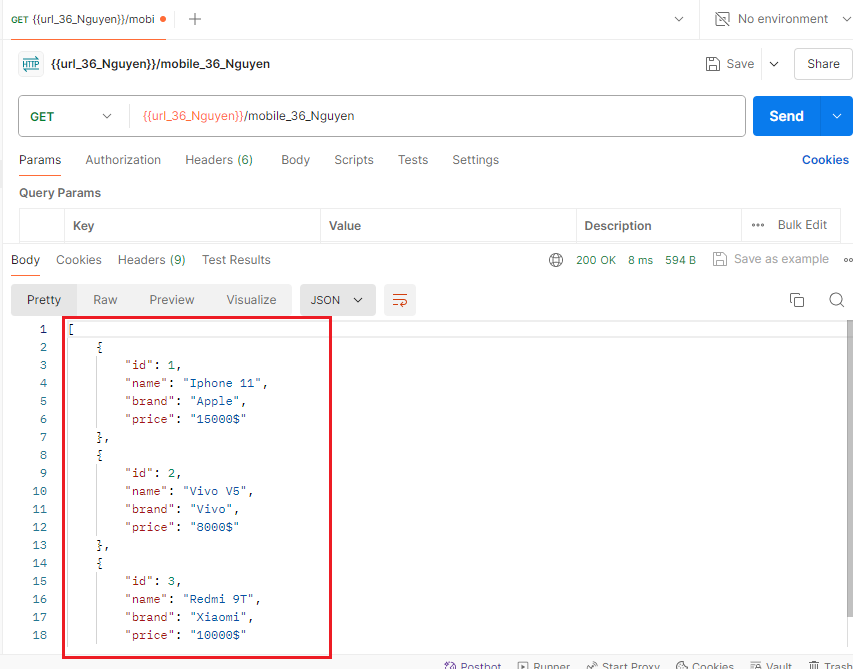 GET {{url_36_Nguyen}}/mobi
No environment
HTTP {{url_36_Nguyen}}/mobile_36_Nguyen
Save
Share
GET
{{url_36_Nguyen}}/mobile_36_Nguyen
Send
Params Authorization Headers (6) Body Scripts Tests Settings Cookies
Query Params
Key Value Description Bulk Edit
Body Cookies Headers (9) Test Results 200 OK 8 ms 594 B Save as example
Pretty Raw Preview Visualize JSON
1 [
2 {
3 "id": 1,
4 "name": "Iphone 11",
5 "brand": "Apple",
6 "price": "15000$"
7 },
8 {
9 "id": 2,
10 "name": "Vivo V5",
11 "brand": "Vivo",
12 "price": "8000$"
13 },
14 {
15 "id": 3,
16 "name": "Redmi 9T",
17 "brand": "Xiaomi",
18 "price": "10000$"
Postbot Runner Start Proxy Cookies Vault Trash